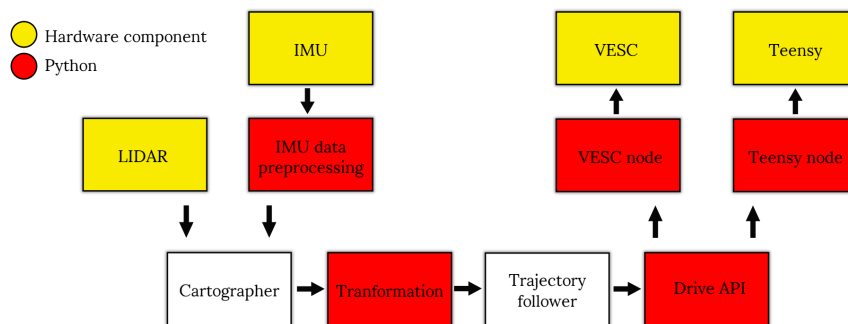 Hardware component
Python
IMU
VESC
Teensy
LIDAR
IMU data
preprocessing
VESC node
Teensy node
Cartographer
Tranformation
Trajectory
follower
Drive API